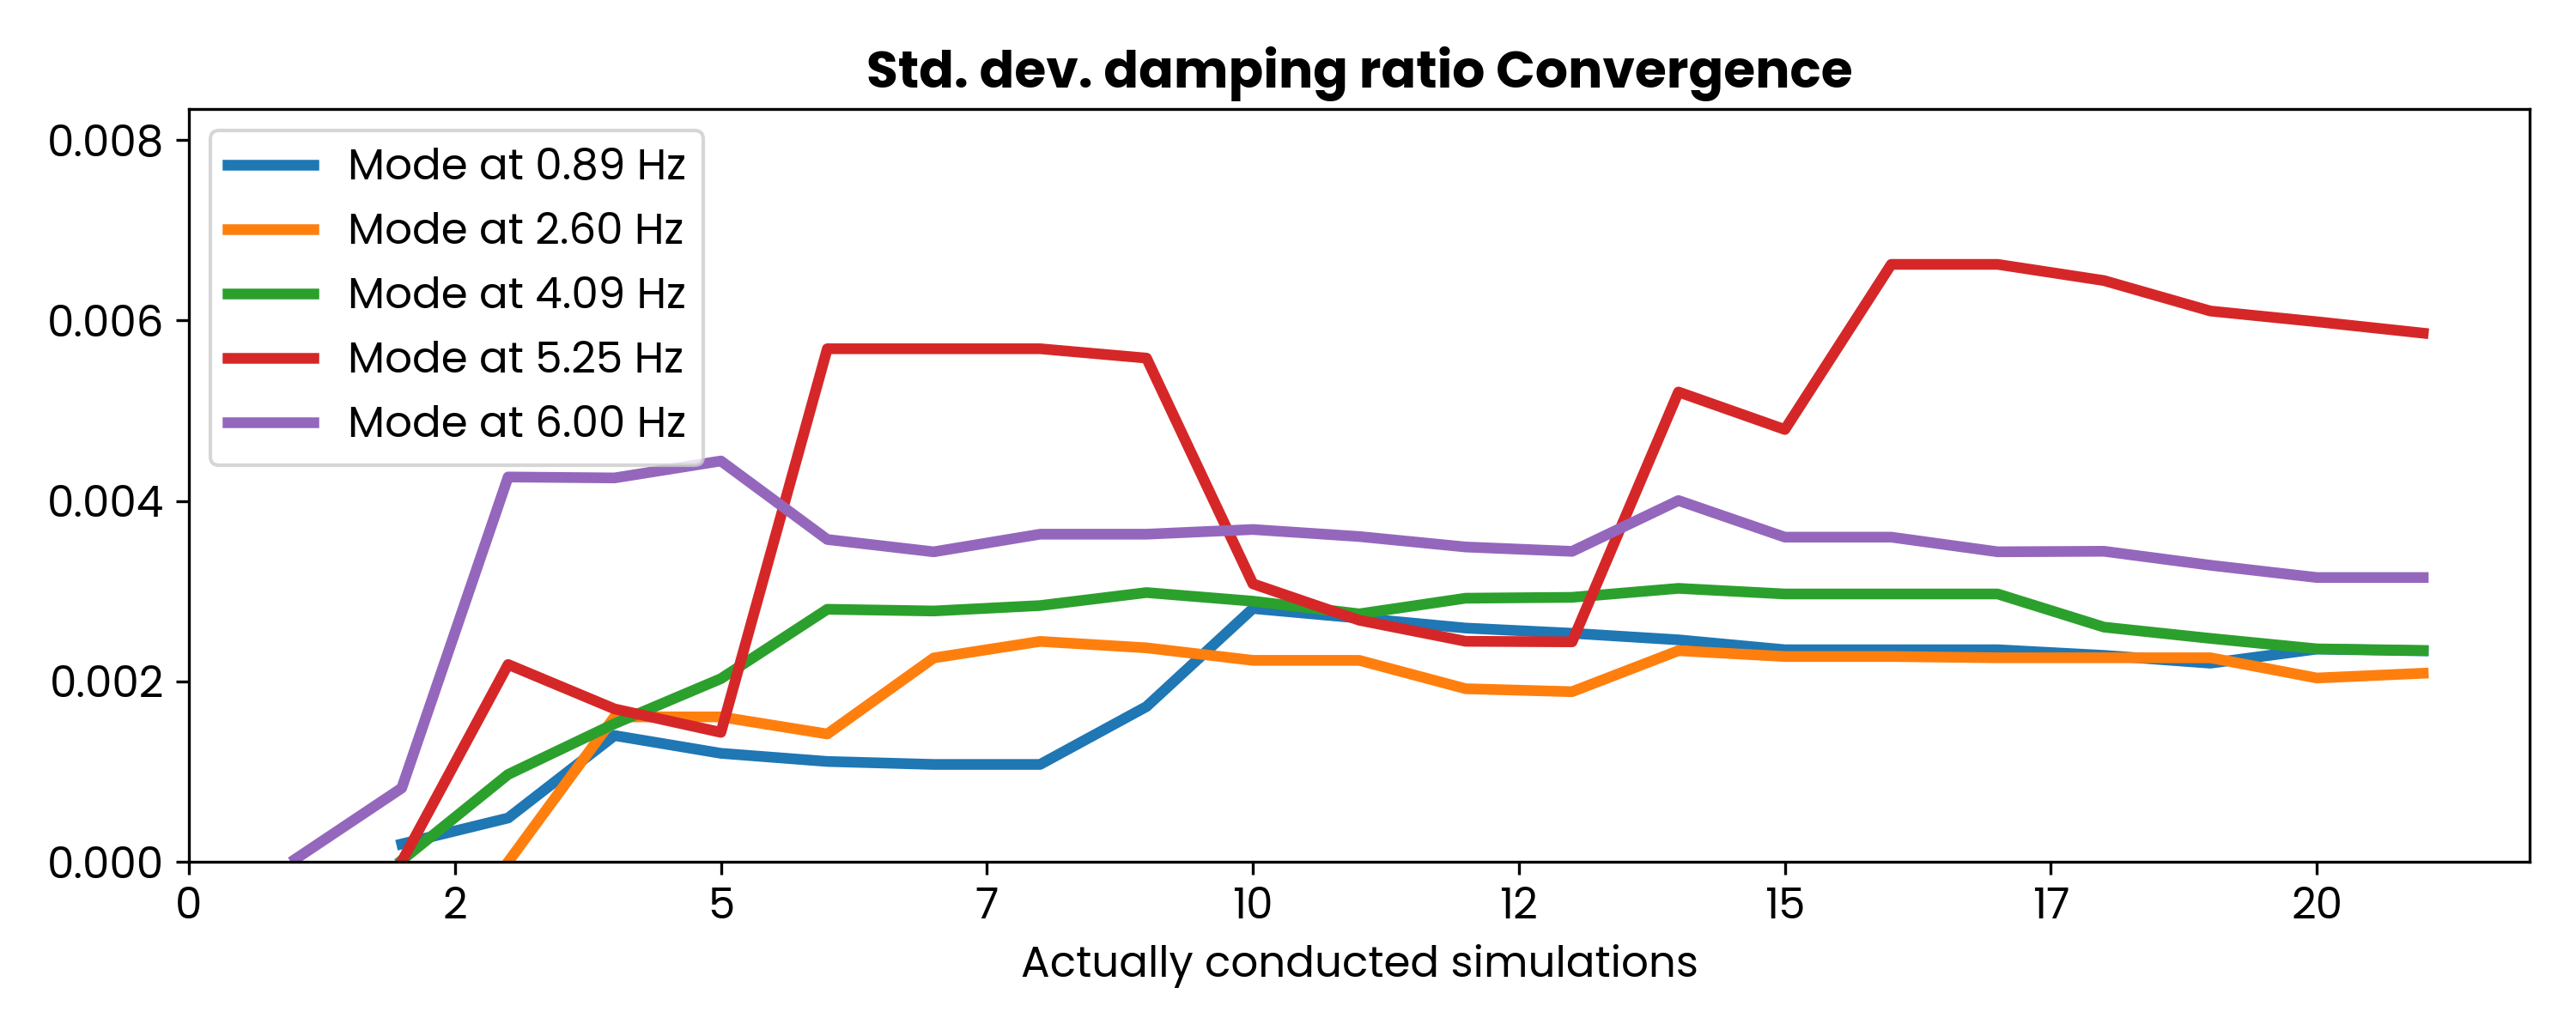 Std. dev. damping ratio Convergence
0.008
0.006
0.004
0.002
0.000
Mode at 0.89 Hz
Mode at 2.60 Hz
Mode at 4.09 Hz
Mode at 5.25 Hz
Mode at 6.00 Hz
0 2 5 7 10 12 15 17 20
Actually conducted simulations